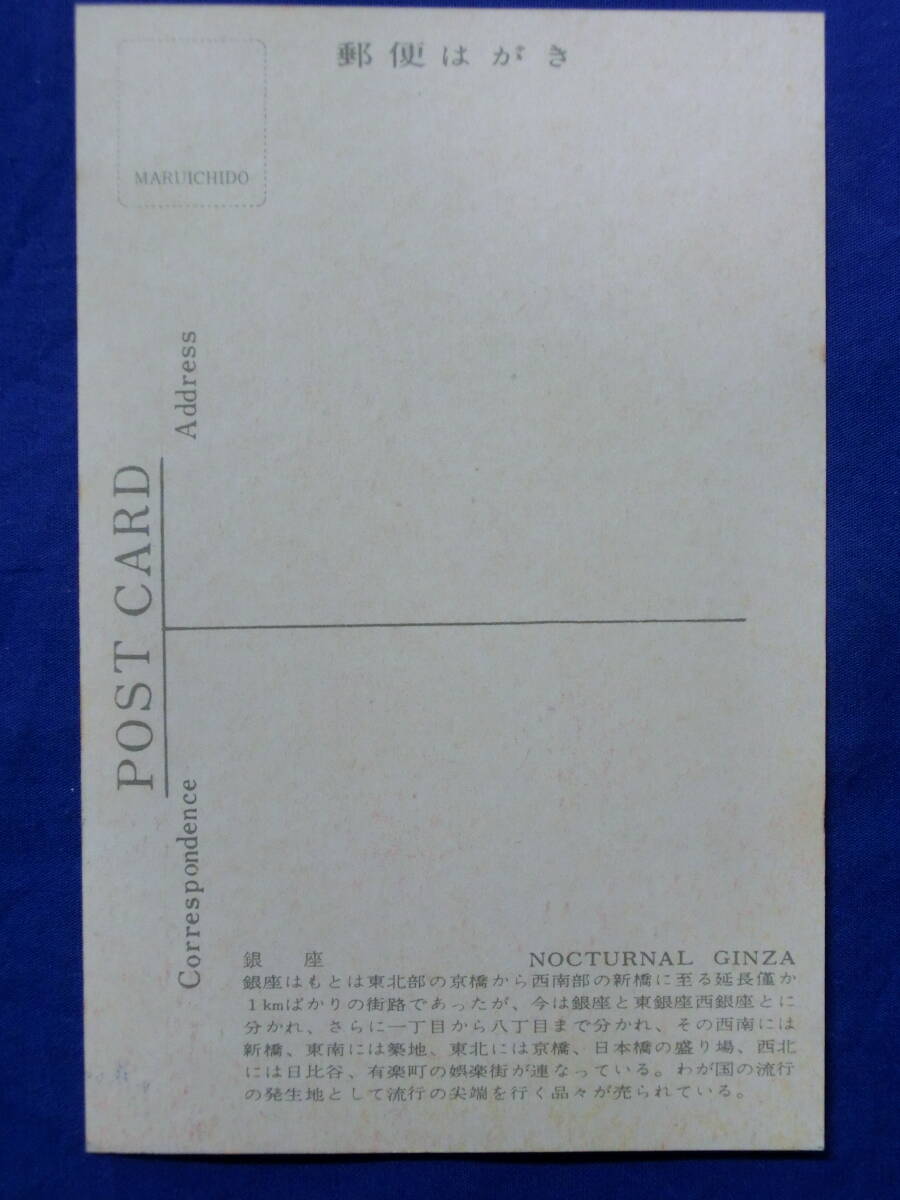 郵便はがき
MARUICHIDO
POST CARD
Address
Correspondence
銀座 NOCTURNAL GINZA
銀座はもとは東北部の京橋から西南部の新橋に至る延長僅か
1kmばかりの街路であったが、今は銀座と東銀座西銀座とに
分かれ、さらに一丁目から八丁目まで分かれ、その西南には
新橋、東南には築地、東北には京橋、日本橋の盛り場、西北
には日比谷、有楽町の娯楽街が連なっている。わが国の流行
の発生地として流行の尖端を行く品々が売られている。